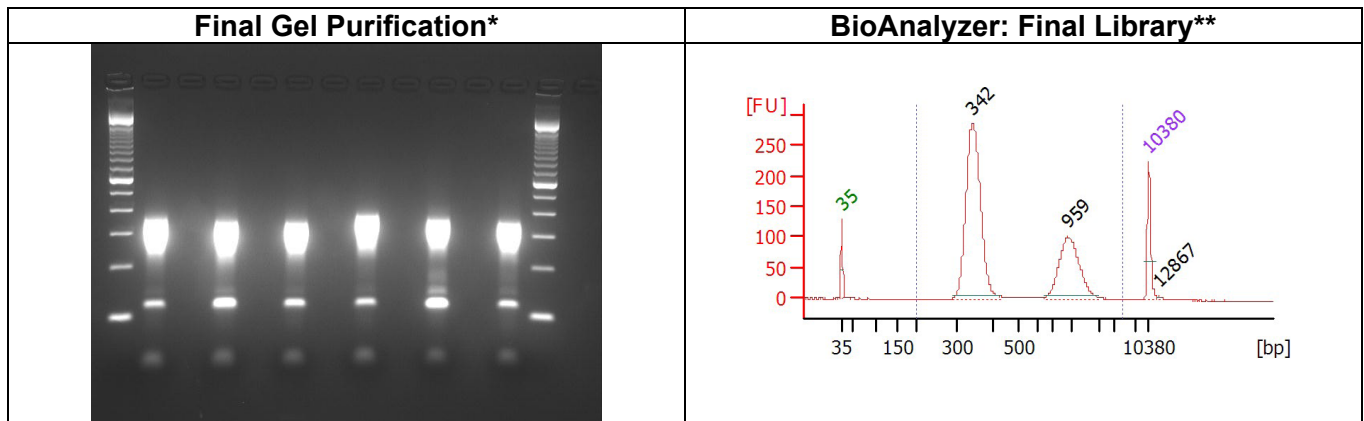 Final Gel Purification*
BioAnalyzer: Final Library**
[FU]
250
200
150
100
50
0
35
342
959
10380
12867
35 150 300 500 10380 [bp]